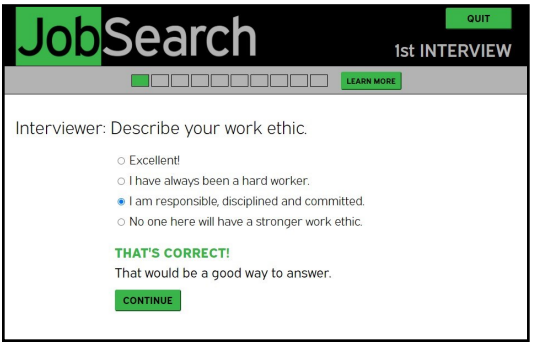 QUIT
JobSearch
1st INTERVIEW
LEARN MORE
Interviewer: Describe your work ethic.
Excellent!
I have always been a hard worker.
I am responsible, disciplined and committed.
No one here will have a stronger work ethic.
THAT'S CORRECT!
That would be a good way to answer.
CONTINUE